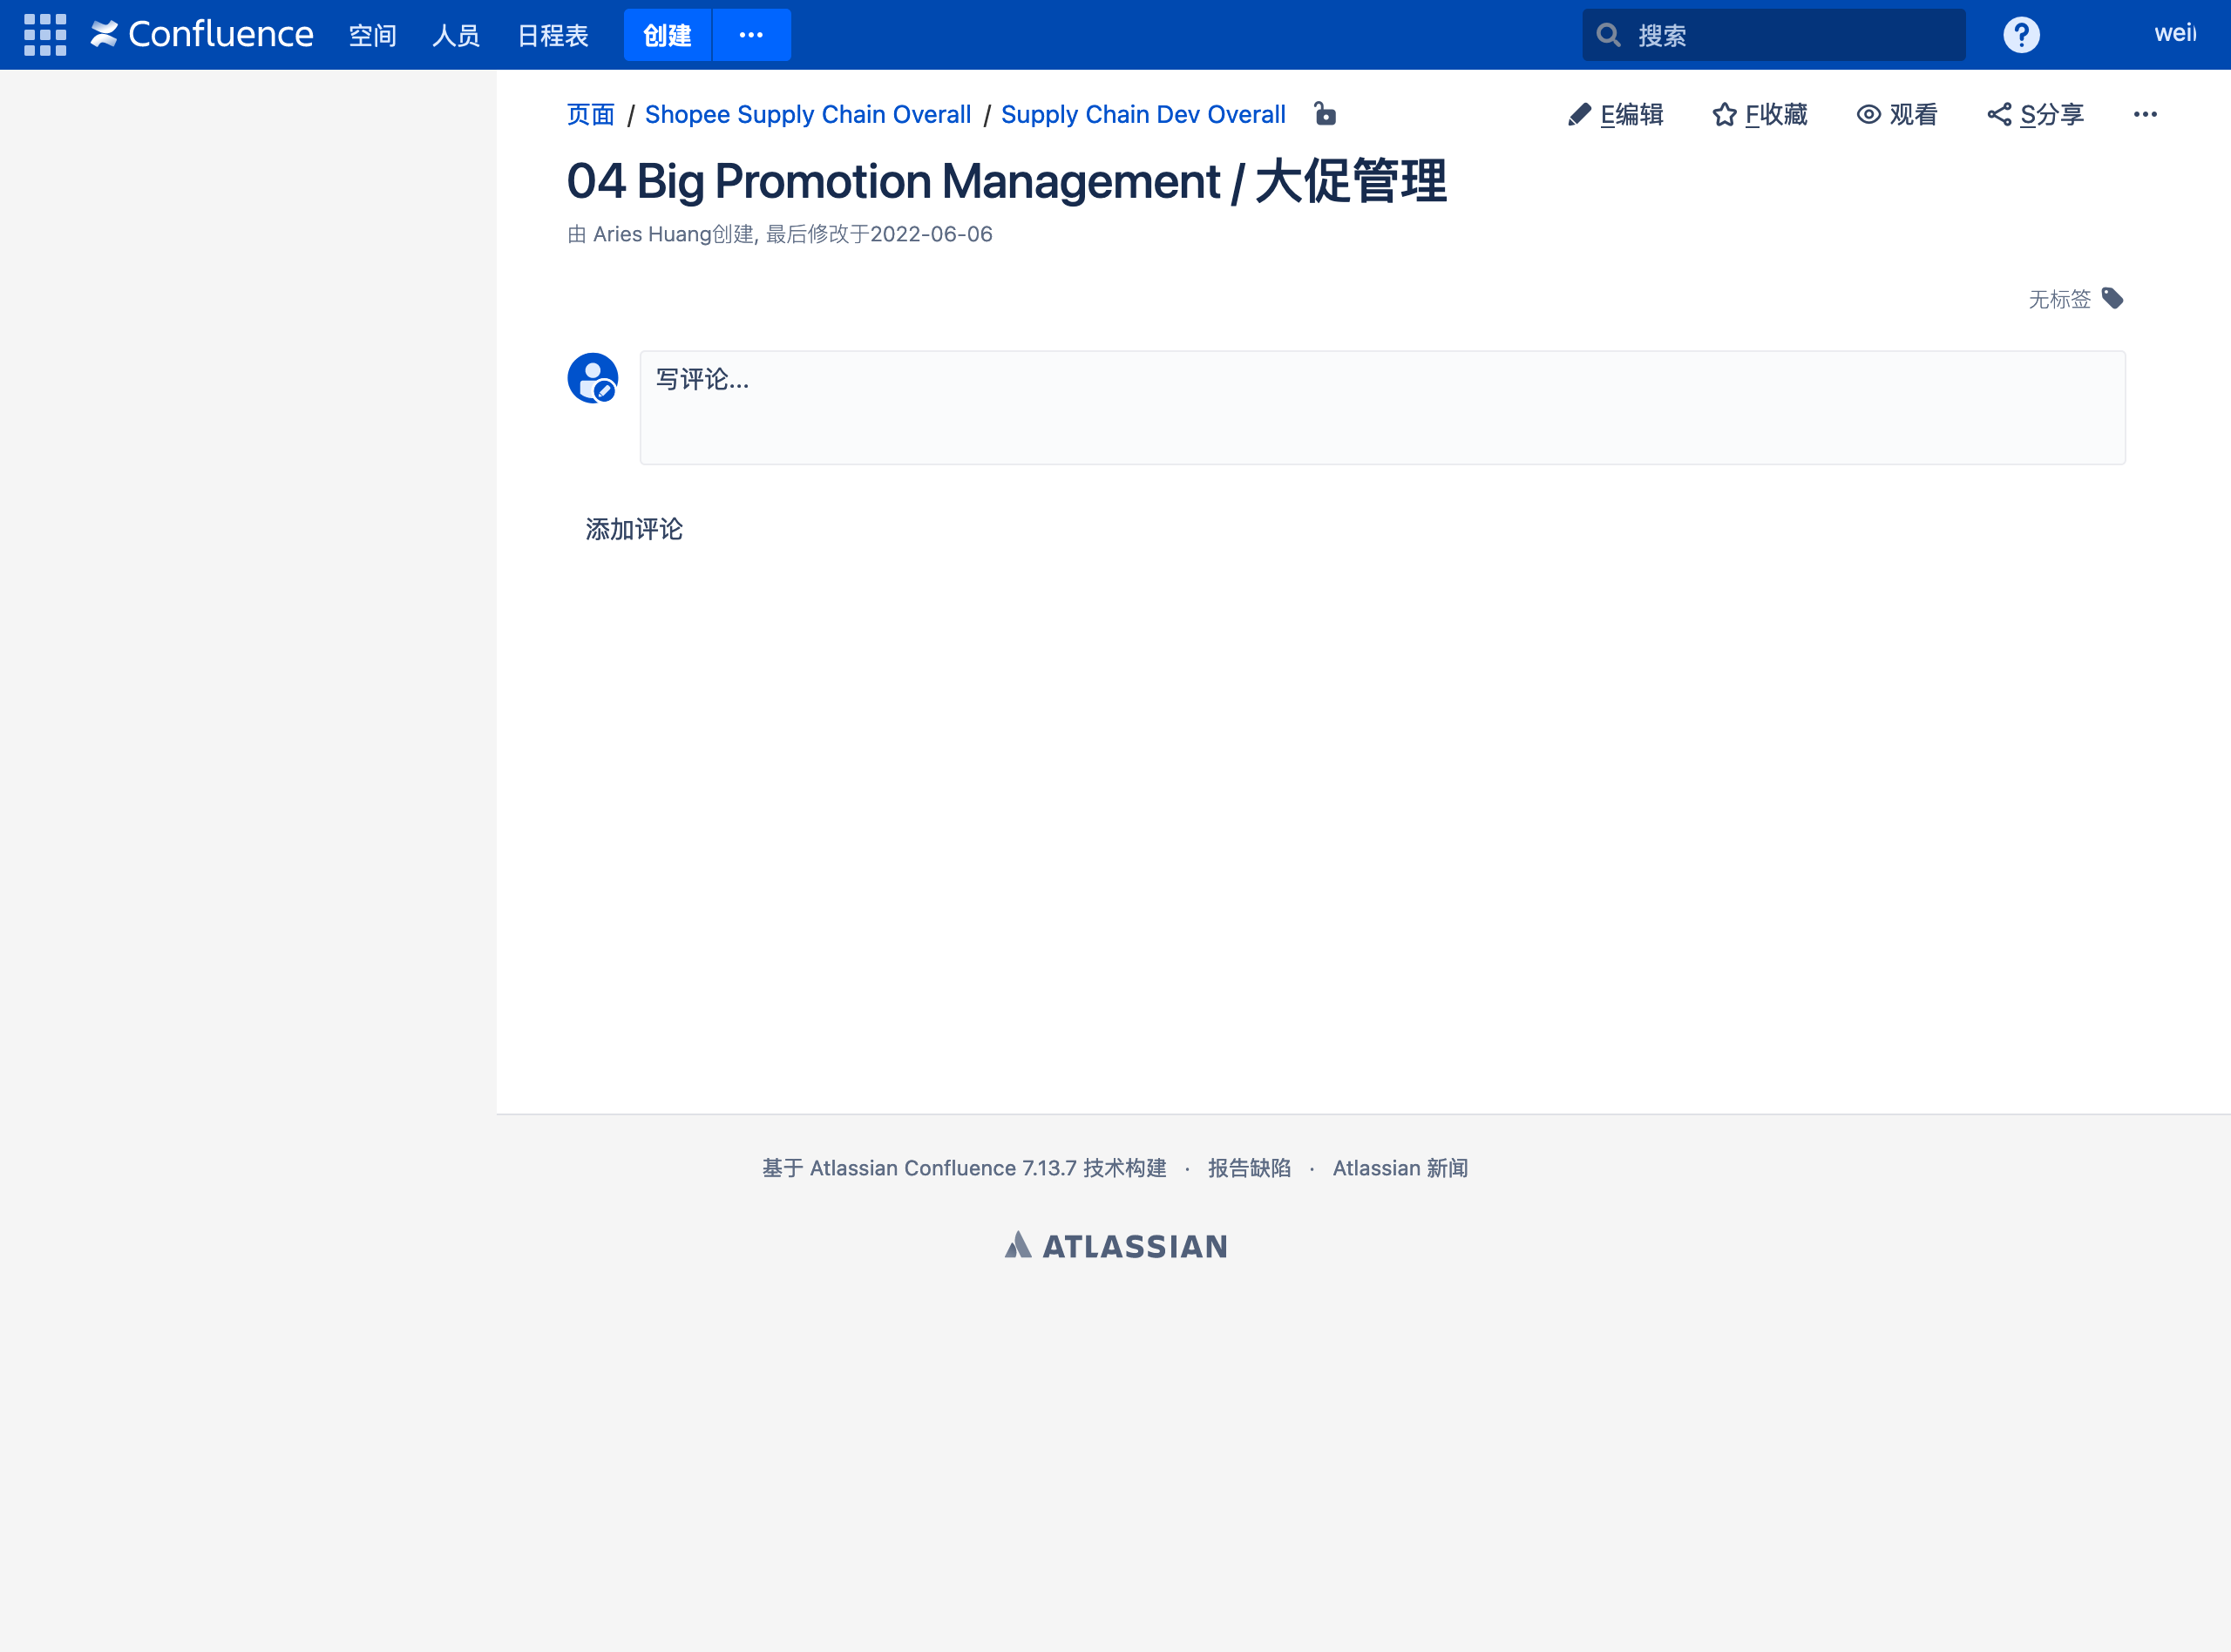 Confluence 空间 人员 日程表 创建 ··· 搜索 ?
页面 / Shopee Supply Chain Overall / Supply Chain Dev Overall E编辑 F收藏 观看 S分享 ···
04 Big Promotion Management / 大促管理
由 Aries Huang创建, 最后修改于2022-06-06
无标签
写评论...
添加评论
基于 Atlassian Confluence 7.13.7 技术构建 · 报告缺陷 · Atlassian 新闻
ATLASSIAN